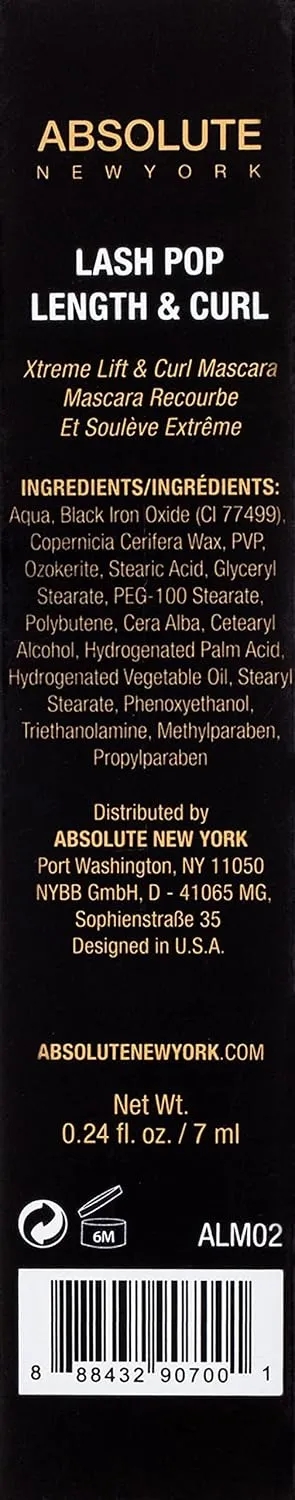 ABSOLUTE
NEW YORK
LASH POP
LENGTH & CURL
Xtreme Lift & Curl Mascara
Mascara Recourbe
Et Soulève Extrême
INGREDIENTS/INGRÉDIENTS:
Aqua, Black Iron Oxide (CI 77499),
Copernicia Cerifera Wax, PVP,
Ozokerite, Stearic Acid, Glyceryl
Stearate, PEG-100 Stearate,
Polybutene, Cera Alba, Cetearyl
Alcohol, Hydrogenated Palm Acid,
Hydrogenated Vegetable Oil, Stearyl
Stearate, Phenoxyethanol,
Triethanolamine, Methylparaben,
Propylparaben
Distributed by
ABSOLUTE NEW YORK
Port Washington, NY 11050
NYBB GmbH, D - 41065 MG,
Sophienstraße 35
Designed in U.S.A.
ABSOLUTENEWYORK.COM
Net Wt.
0.24 fl. oz. / 7 ml
6M
ALM02
8 88432 90700 1